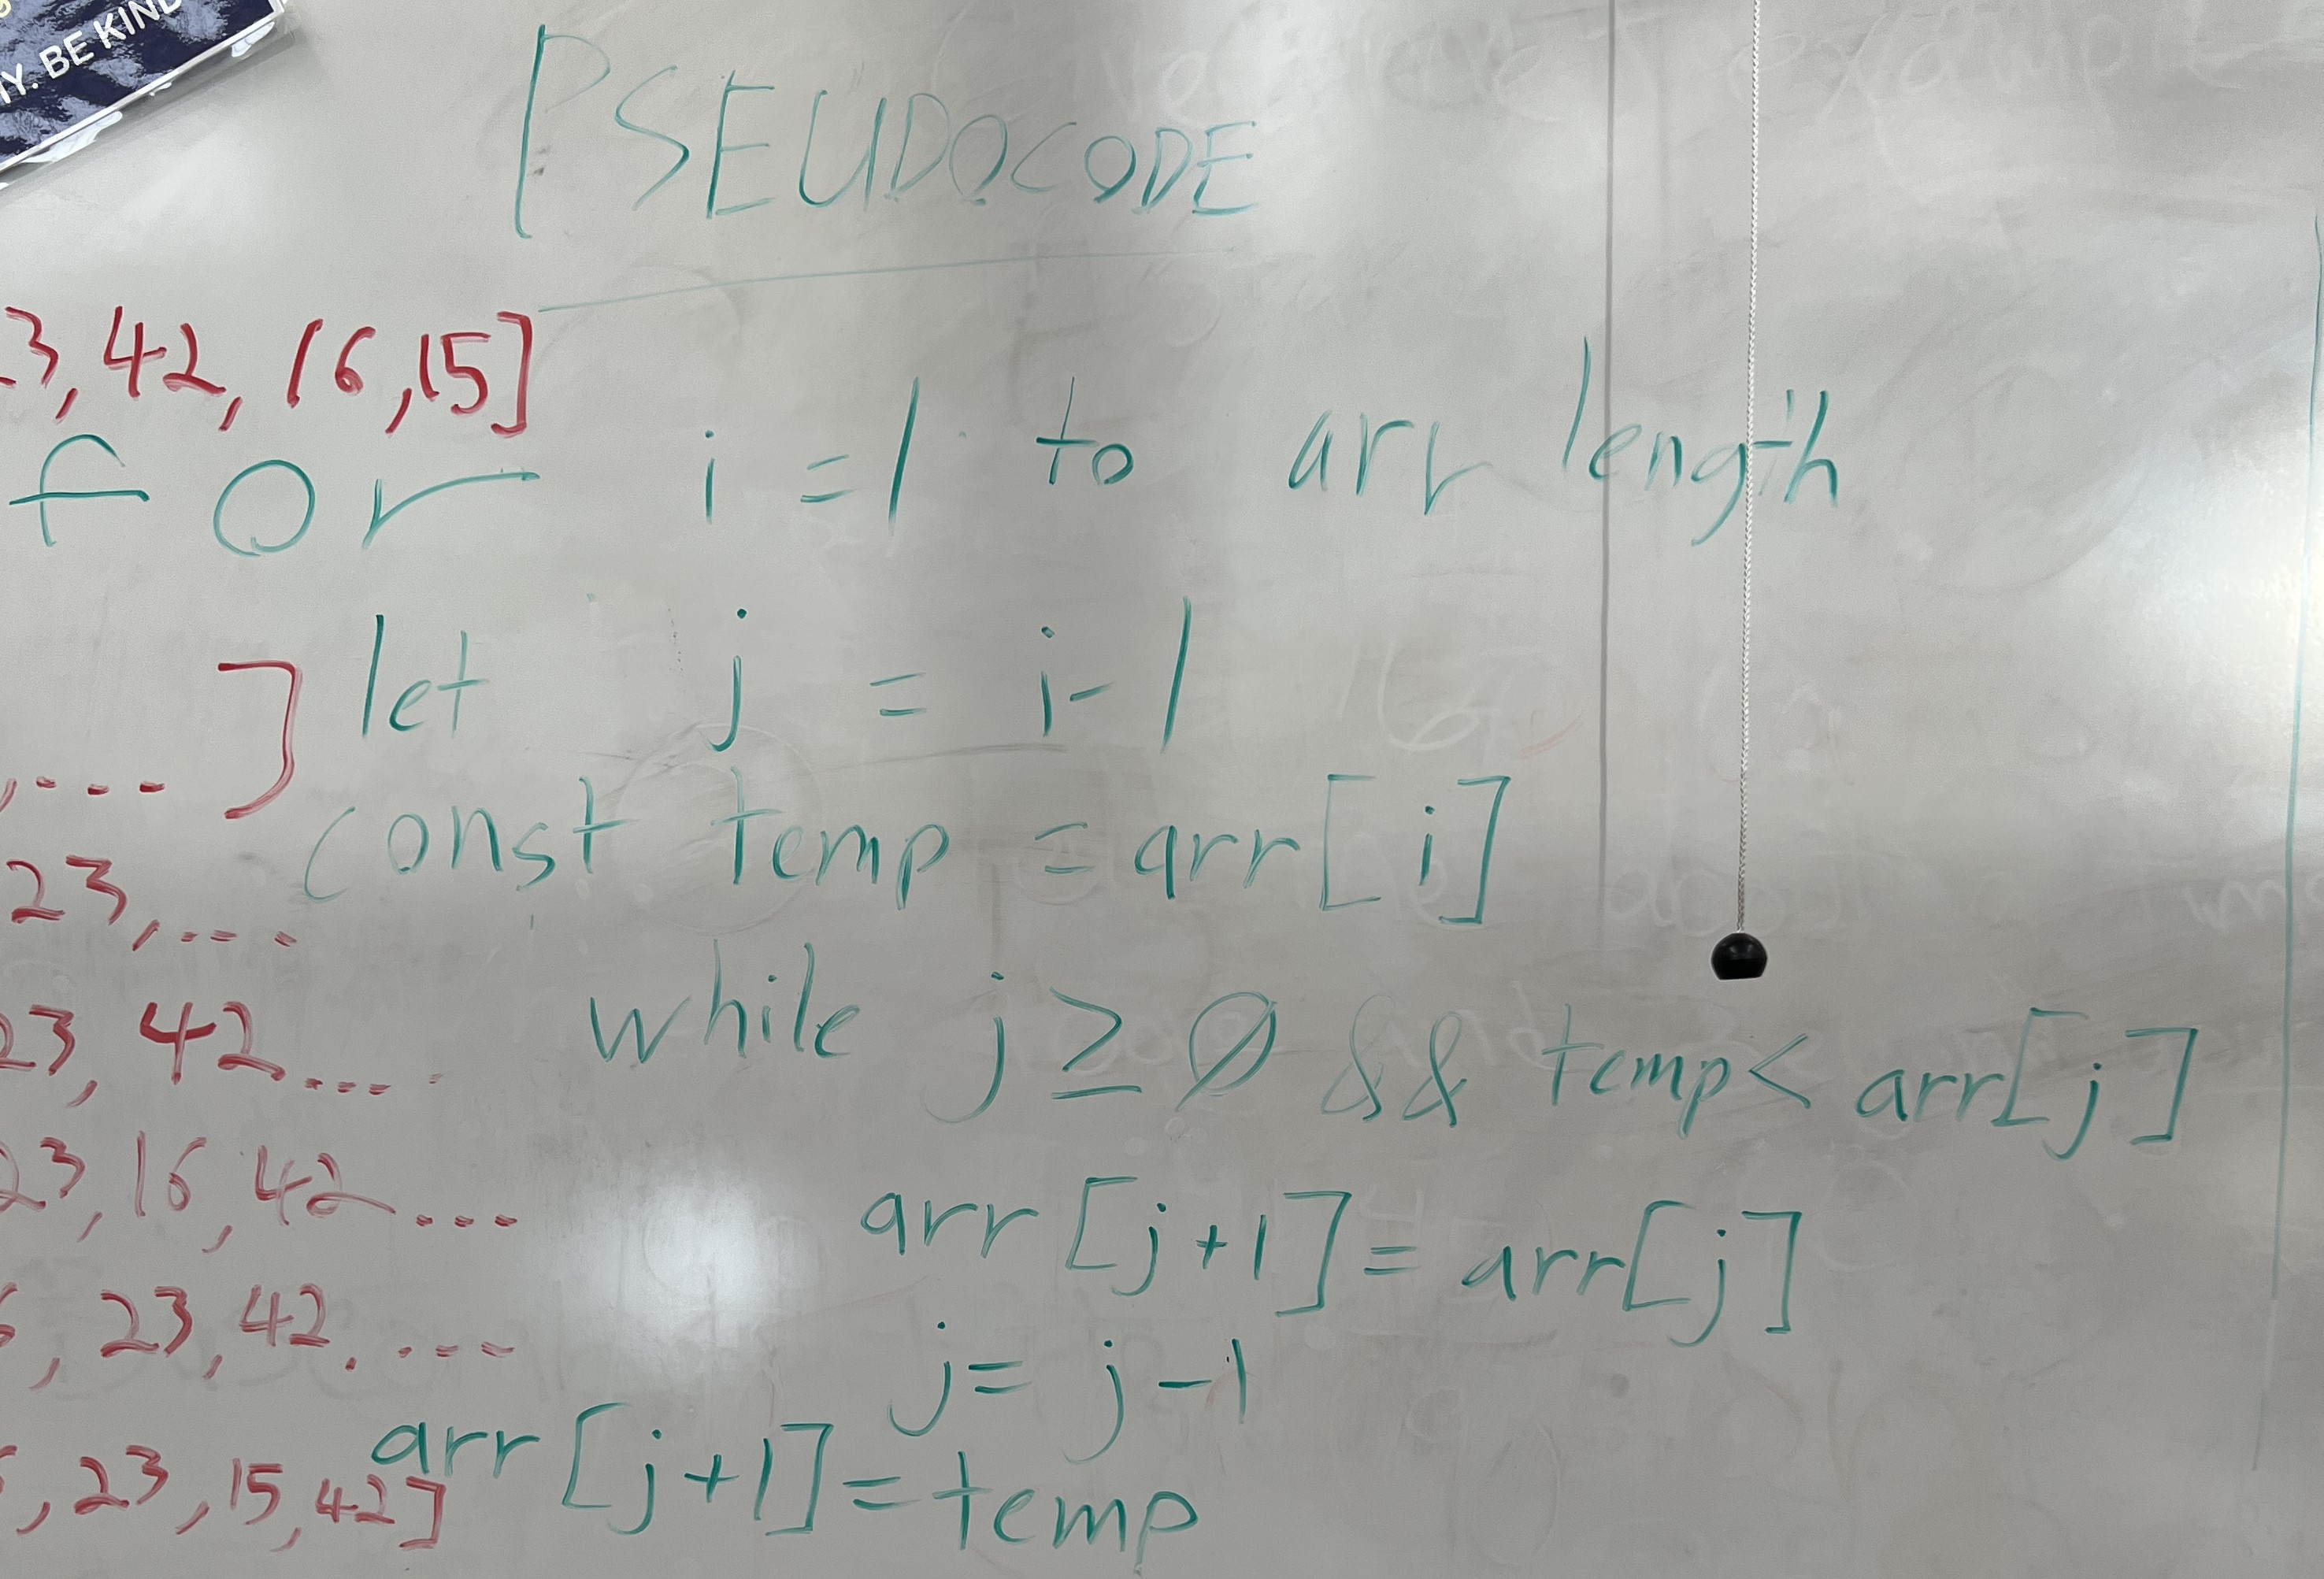 Y. BE KIND
PSEUDOCODE
3, 42, 16, 15]
for i = 1 to arr length
]
let j = i - 1
, ---
const temp = arr[i]
23, ---
while j ≥ 0 && temp < arr[j]
23, 42 ....
arr[j+1] = arr[j]
23, 16, 42 ...
j = j - 1
, 23, 42. ---
arr[j+1] = temp
, 23, 15, 42]